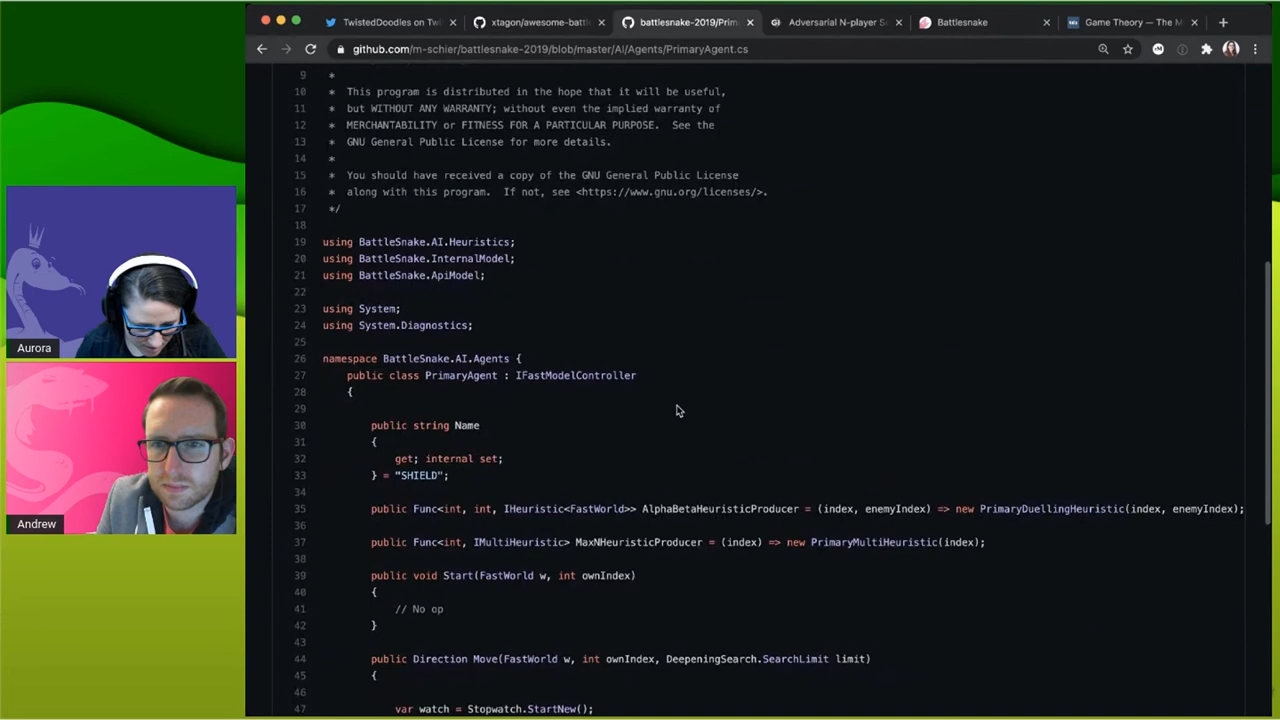 TwistedDoodles on Tw
xtagon/awesome-battl
battlesnake-2019/Prim
Adversarial N-player S
Battlesnake
Game Theory — The M
github.com/m-schier/battlesnake-2019/blob/master/AI/Agents/PrimaryAgent.cs
9 *
10 * This program is distributed in the hope that it will be useful,
11 * but WITHOUT ANY WARRANTY; without even the implied warranty of
12 * MERCHANTABILITY or FITNESS FOR A PARTICULAR PURPOSE. See the
13 * GNU General Public License for more details.
14 *
15 * You should have received a copy of the GNU General Public License
16 * along with this program. If not, see <https://www.gnu.org/licenses/>.
17 */
18
19 using BattleSnake.AI.Heuristics;
20 using BattleSnake.InternalModel;
21 using BattleSnake.ApiModel;
22
23 using System;
24 using System.Diagnostics;
25
26 namespace BattleSnake.AI.Agents {
27 public class PrimaryAgent : IFastModelController
28 {
29
30 public string Name
31 {
32 get; internal set;
33 } = "SHIELD";
34
35 public Func<int, int, IHeuristic<FastWorld>> AlphaBetaHeuristicProducer = (index, enemyIndex) => new PrimaryDuellingHeuristic(index, enemyIndex);
36
37 public Func<int, IMultiHeuristic> MaxNHeuristicProducer = (index) => new PrimaryMultiHeuristic(index);
38
39 public void Start(FastWorld w, int ownIndex)
40 {
41 // No op
42 }
43
44 public Direction Move(FastWorld w, int ownIndex, DeepeningSearch.SearchLimit limit)
45 {
46
47 var watch = Stopwatch.StartNew();
Aurora
Andrew